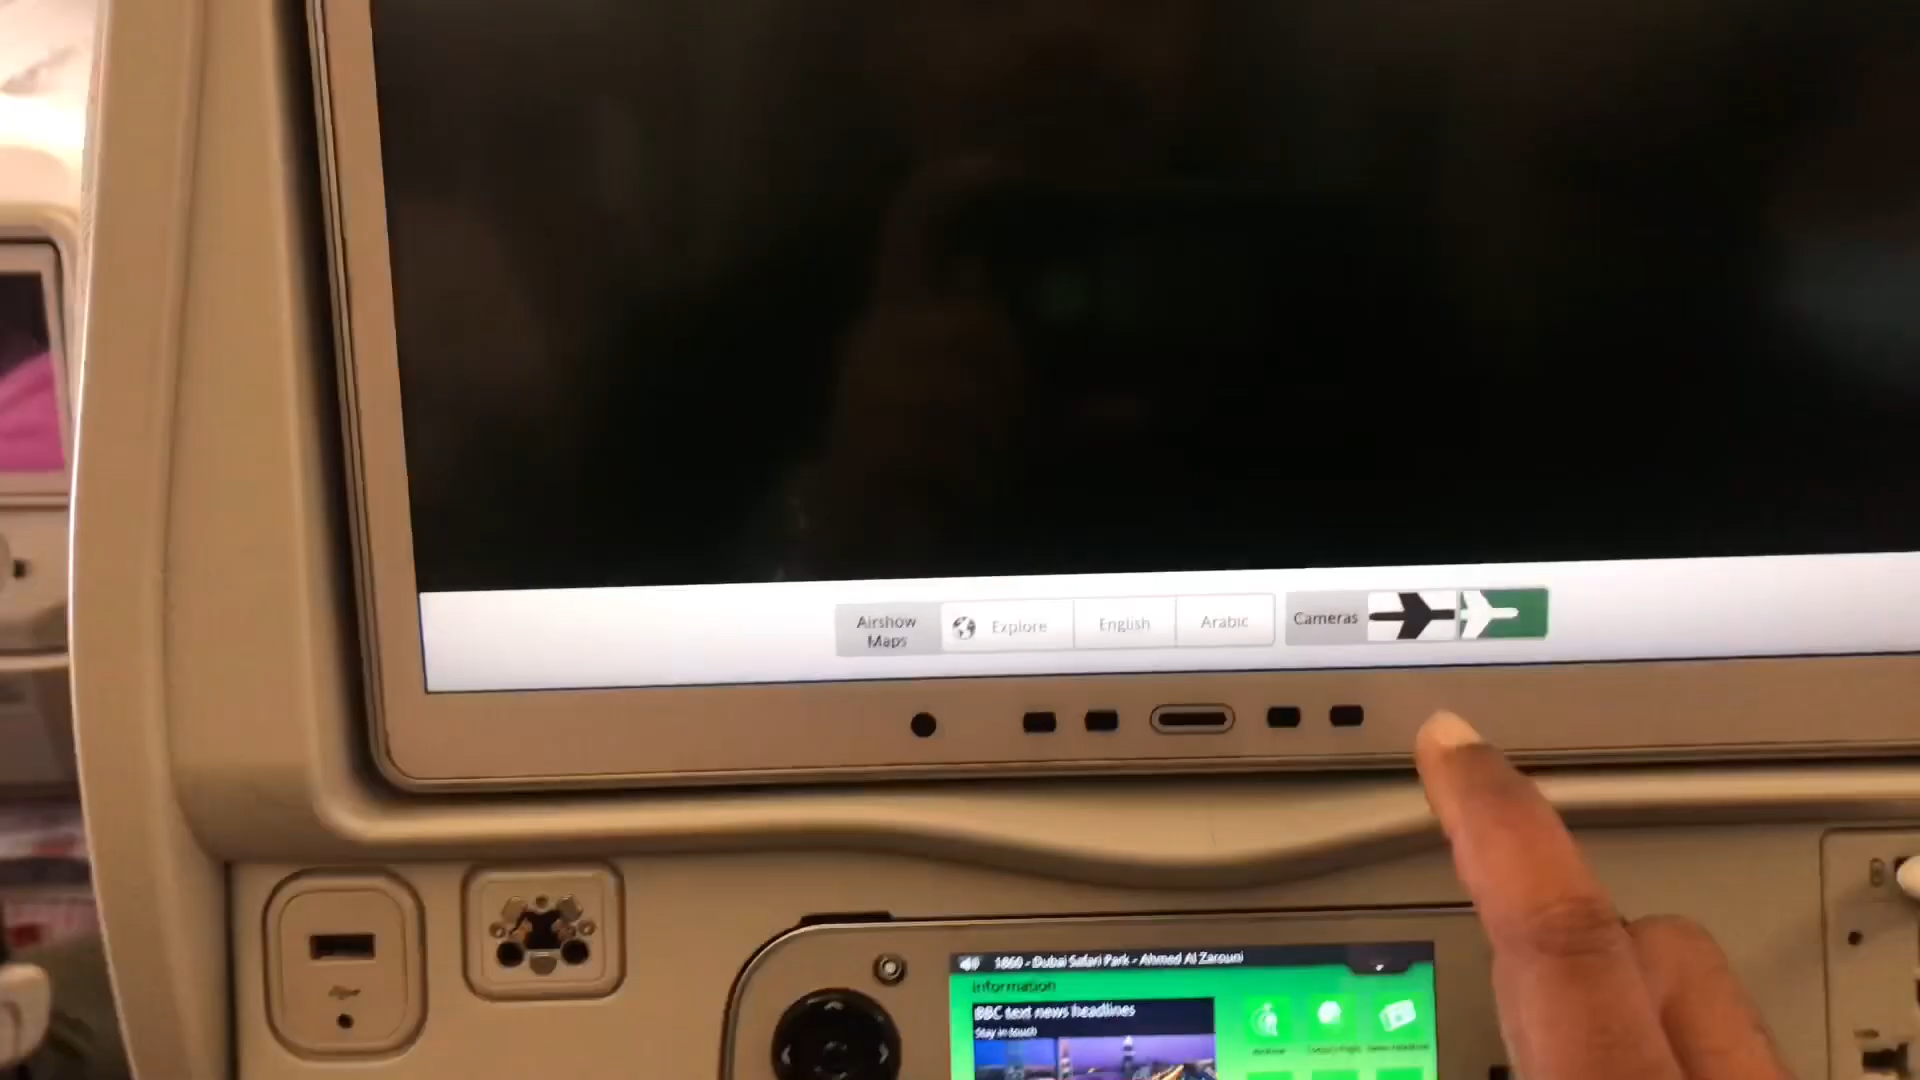 Airshow
Maps
Explore
English
Arabic
Cameras
1860 - Dubai Safari Park - Ahmed Al Zarouni
Information
BBC text news headlines
Stay in touch